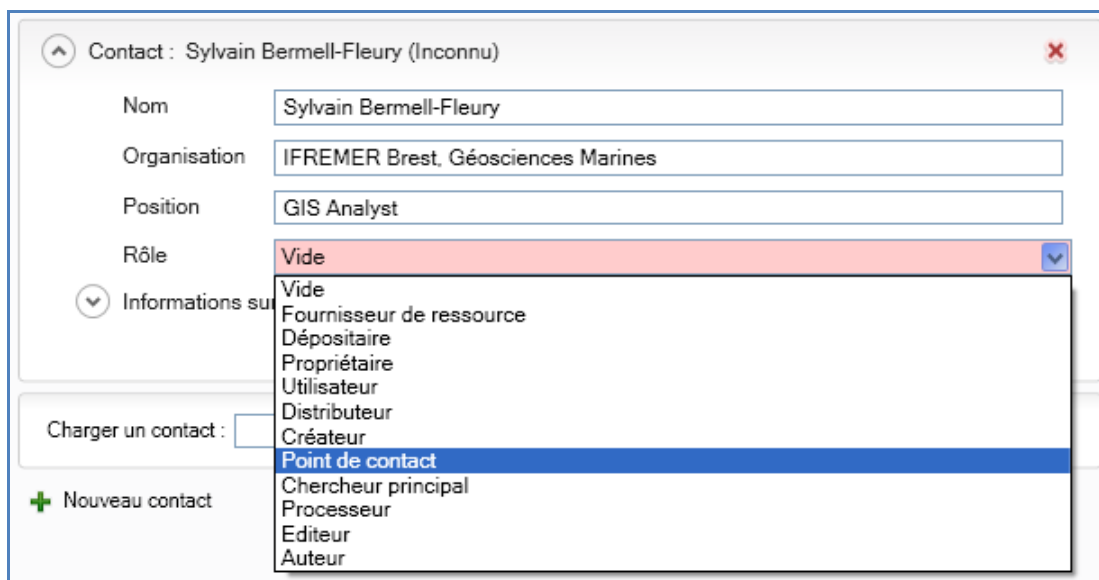 Contact : Sylvain Bermell-Fleury (Inconnu)
Nom Sylvain Bermell-Fleury
Organisation IFREMER Brest, Géosciences Marines
Position GIS Analyst
Rôle Vide
Vide
Informations su
Fournisseur de ressource
Dépositaire
Propriétaire
Utilisateur
Distributeur
Charger un contact :
Créateur
Point de contact
Chercheur principal
Nouveau contact
Processeur
Editeur
Auteur